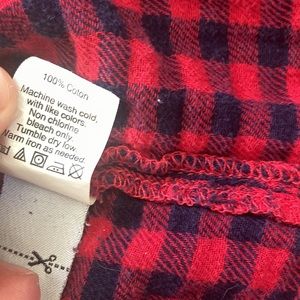 100% Cotton
Machine wash cold
with like colors.
Non chlorine
bleach only.
Tumble dry low.
Warm Iron as needed.